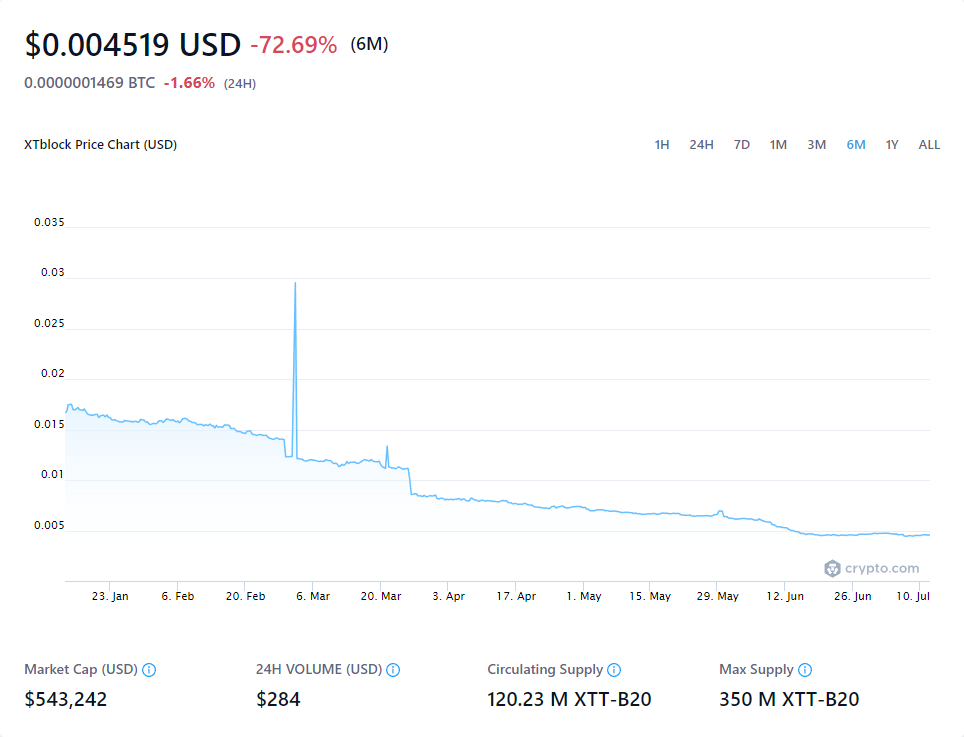 $0.004519 USD -72.69% (6M)
0.0000001469 BTC -1.66% (24H)
XTblock Price Chart (USD) 1H 24H 7D 1M 3M 6M 1Y ALL
0.035
0.03
0.025
0.02
0.015
0.01
0.005
crypto.com
23. Jan 6. Feb 20. Feb 6. Mar 20. Mar 3. Apr 17. Apr 1. May 15. May 29. May 12. Jun 26. Jun 10. Jul
Market Cap (USD) 24H VOLUME (USD) Circulating Supply Max Supply
$543,242 $284 120.23 M XTT-B20 350 M XTT-B20